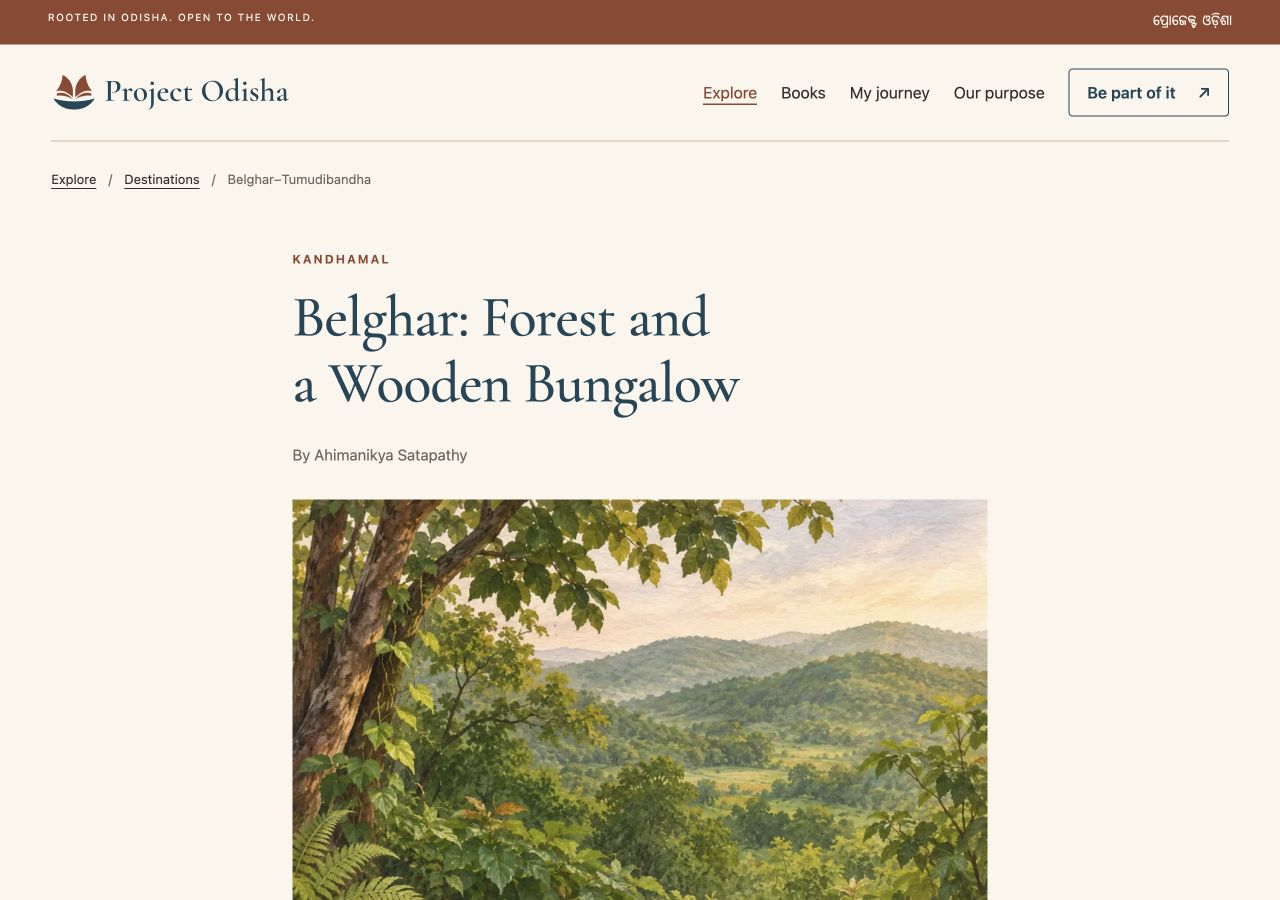 ROOTED IN ODISHA. OPEN TO THE WORLD.
ପ୍ରୋଜେକ୍ଟ ଓଡ଼ିଶା
Project Odisha
Explore Books My journey Our purpose Be part of it
Explore / Destinations / Belghar–Tumudibandha
KANDHAMAL
Belghar: Forest and
a Wooden Bungalow
By Ahimanikya Satapathy